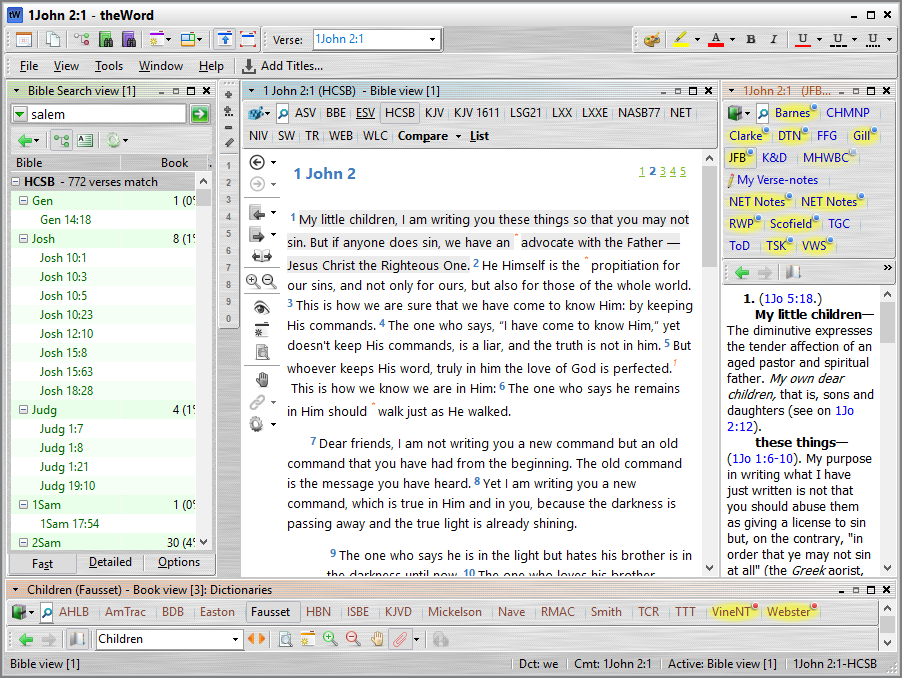 1John 2:1 - theWord
Verse: 1John 2:1
B I U U U
File View Tools Window Help Add Titles...
Bible Search view [1]
salem
Bible Book
HCSB - 772 verses match
Gen 1 (0%
Gen 14:18
Josh 8 (1%
Josh 10:1
Josh 10:3
Josh 10:5
Josh 10:23
Josh 12:10
Josh 15:8
Josh 15:63
Josh 18:28
Judg 4 (1%
Judg 1:7
Judg 1:8
Judg 1:21
Judg 19:10
1Sam 1 (0%
1Sam 17:54
2Sam 30 (4%
Fast Detailed Options
1
2
3
4
5
6
7
8
9
0
1 John 2:1 (HCSB) - Bible view [1]
ASV BBE ESV HCSB KJV KJV 1611 LSG21 LXX LXXE NASB77 NET
NIV SW TR WEB WLC Compare List
1 John 2 1 2 3 4 5
1 My little children, I am writing you these things so that you may not
sin. But if anyone does sin, we have an advocate with the Father —
Jesus Christ the Righteous One. 2 He Himself is the propitiation for
our sins, and not only for ours, but also for those of the whole world.
3 This is how we are sure that we have come to know Him: by keeping
His commands. 4 The one who says, “I have come to know Him,” yet
doesn't keep His commands, is a liar, and the truth is not in him. 5 But
whoever keeps His word, truly in him the love of God is perfected.
This is how we know we are in Him: 6 The one who says he remains
in Him should walk just as He walked.
7 Dear friends, I am not writing you a new command but an old
command that you have had from the beginning. The old command
is the message you have heard. 8 Yet I am writing you a new
command, which is true in Him and in you, because the darkness is
passing away and the true light is already shining.
9 The one who says he is in the light but hates his brother is in
the darkness until now. 10 The one who loves his brother
1John 2:1 (JFB...
Barnes CHMNP
Clarke DTN FFG Gill
JFB K&D MHWBC
My Verse-notes
NET Notes NET Notes
RWP Scofield TGC
ToD TSK VWS
»
1. (1Jo 5:18.)
My little children—
The diminutive expresses
the tender affection of an
aged pastor and spiritual
father. My own dear
children, that is, sons and
daughters (see on 1Jo
2:12).
these things—
(1Jo 1:6-10). My purpose
in writing what I have
just written is not that
you should abuse them
as giving a license to sin
but, on the contrary, "in
order that ye may not sin
at all" (the Greek aorist,
Children (Fausset) - Book view [3]: Dictionaries
AHLB AmTrac BDB Easton Fausset HBN ISBE KJVD Mickelson Nave RMAC Smith TCR TTT VineNT Webster
Children
Bible view [1] Dct: we Cmt: 1John 2:1 Active: Bible view [1] 1John 2:1-HCSB